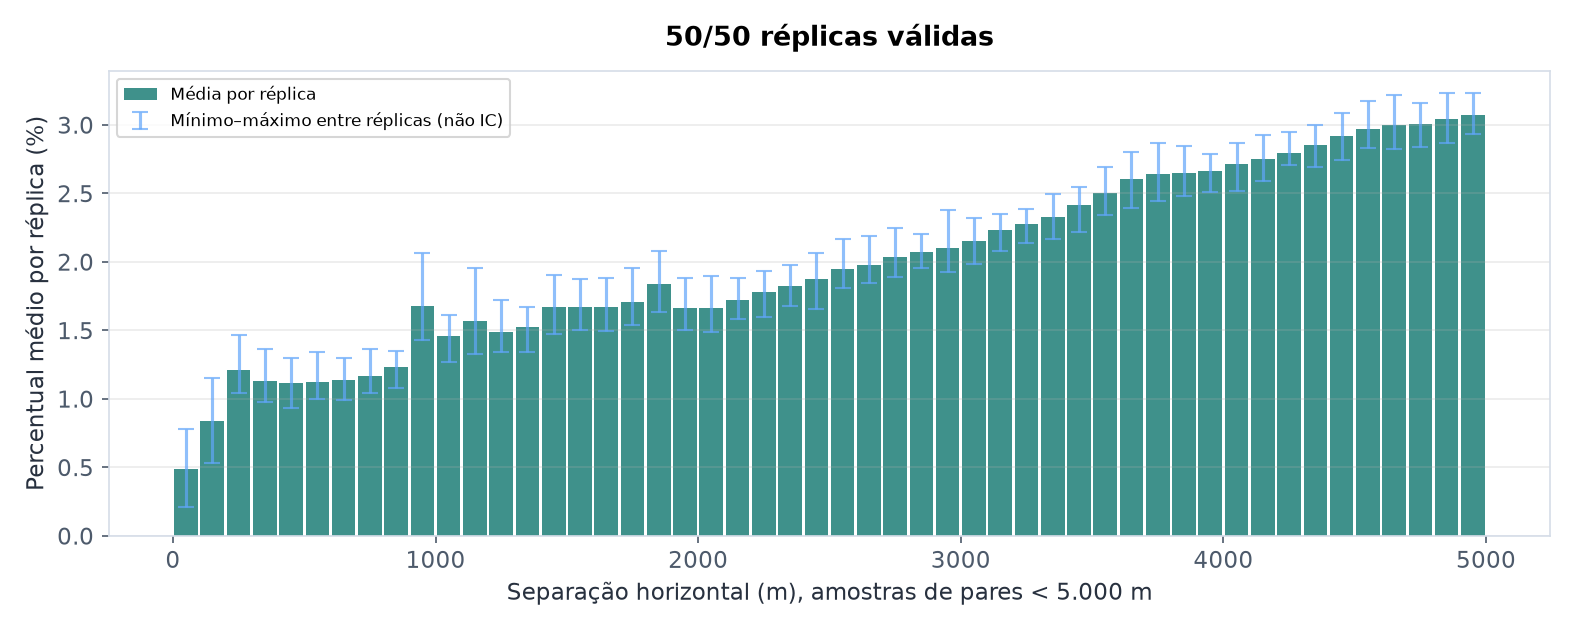 50/50 réplicas válidas
Média por réplica
Mínimo–máximo entre réplicas (não IC)
Percentual médio por réplica (%)
3.0
2.5
2.0
1.5
1.0
0.5
0.0
0 1000 2000 3000 4000 5000
Separação horizontal (m), amostras de pares < 5.000 m